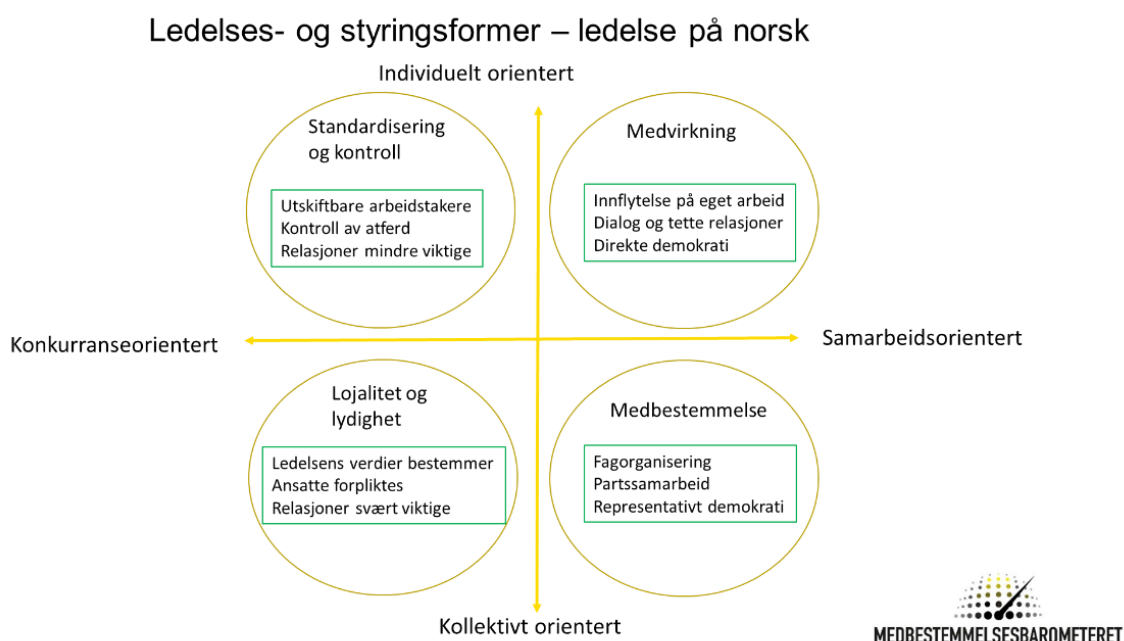 Ledelses- og styringsformer – ledelse på norsk
Individuelt orientert
Standardisering
og kontroll
Utskiftbare arbeidstakere
Kontroll av atferd
Relasjoner mindre viktige
Medvirkning
Innflytelse på eget arbeid
Dialog og tette relasjoner
Direkte demokrati
Konkurranseorientert
Samarbeidsorientert
Lojalitet og
lydighet
Ledelsens verdier bestemmer
Ansatte forpliktes
Relasjoner svært viktige
Medbestemmelse
Fagorganisering
Partssamarbeid
Representativt demokrati
Kollektivt orientert
MEDBESTEMMELSESBAROMETERET